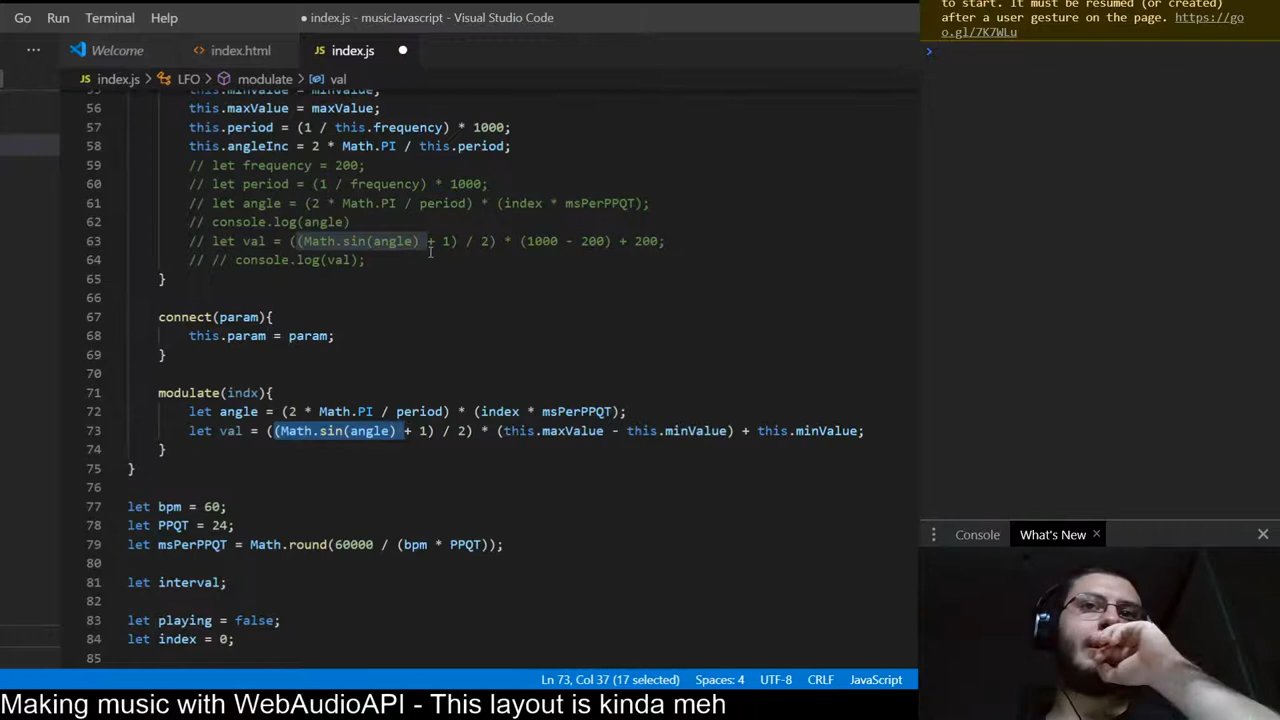 Go Run Terminal Help ● index.js - musicJavascript - Visual Studio Code
··· Welcome index.html JS index.js ●
JS index.js > LFO > modulate > val
55 this.minValue = minValue;
56 this.maxValue = maxValue;
57 this.period = (1 / this.frequency) * 1000;
58 this.angleInc = 2 * Math.PI / this.period;
59 // let frequency = 200;
60 // let period = (1 / frequency) * 1000;
61 // let angle = (2 * Math.PI / period) * (index * msPerPPQT);
62 // console.log(angle)
63 // let val = ((Math.sin(angle) + 1) / 2) * (1000 - 200) + 200;
64 // // console.log(val);
65 }
66
67 connect(param){
68 this.param = param;
69 }
70
71 modulate(indx){
72 let angle = (2 * Math.PI / period) * (index * msPerPPQT);
73 let val = ((Math.sin(angle) + 1) / 2) * (this.maxValue - this.minValue) + this.minValue;
74 }
75 }
76
77 let bpm = 60;
78 let PPQT = 24;
79 let msPerPPQT = Math.round(60000 / (bpm * PPQT));
80
81 let interval;
82
83 let playing = false;
84 let index = 0;
85
Ln 73, Col 37 (17 selected) Spaces: 4 UTF-8 CRLF JavaScript
to start. It must be resumed (or created)
after a user gesture on the page. https://go
o.gl/7K7WLu
Console What's New
Making music with WebAudioAPI - This layout is kinda meh